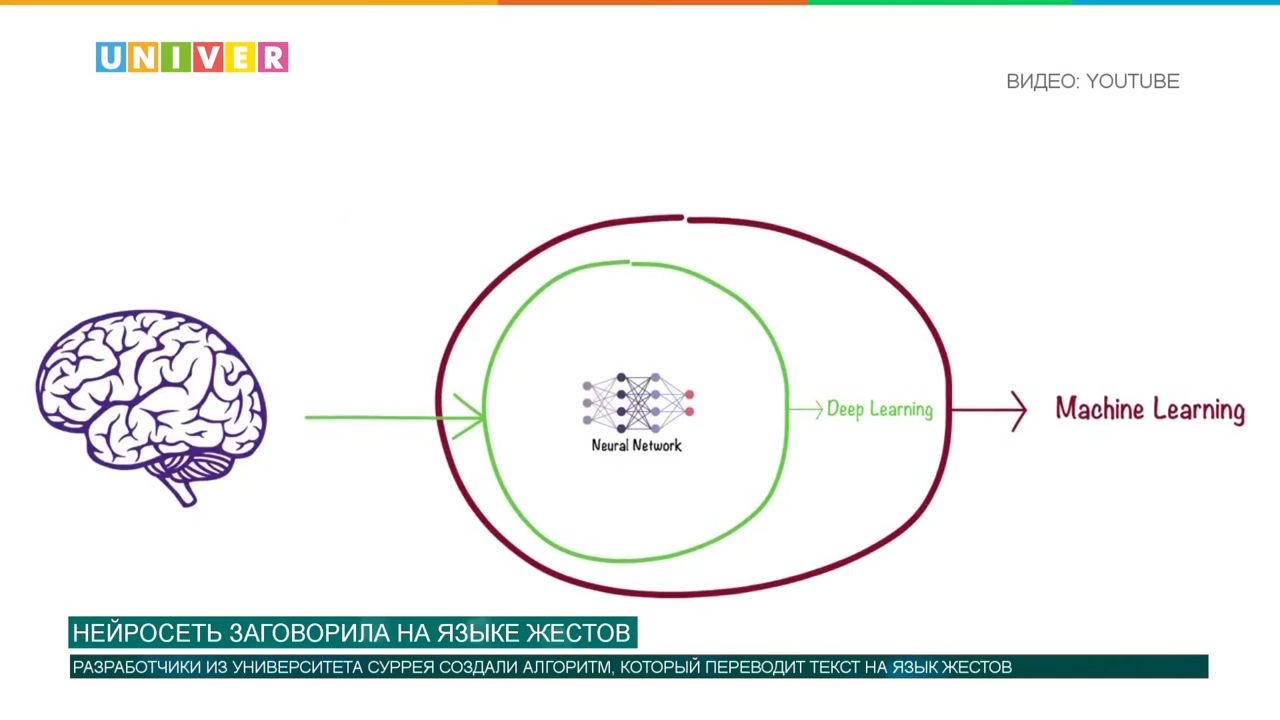 UNIVER
ВИДЕО: YOUTUBE
Deep Learning
Machine Learning
Neural Network
НЕЙРОСЕТЬ ЗАГОВОРИЛА НА ЯЗЫКЕ ЖЕСТОВ
РАЗРАБОТЧИКИ ИЗ УНИВЕРСИТЕТА СУРРЕЯ СОЗДАЛИ АЛГОРИТМ, КОТОРЫЙ ПЕРЕВОДИТ ТЕКСТ НА ЯЗЫК ЖЕСТОВ